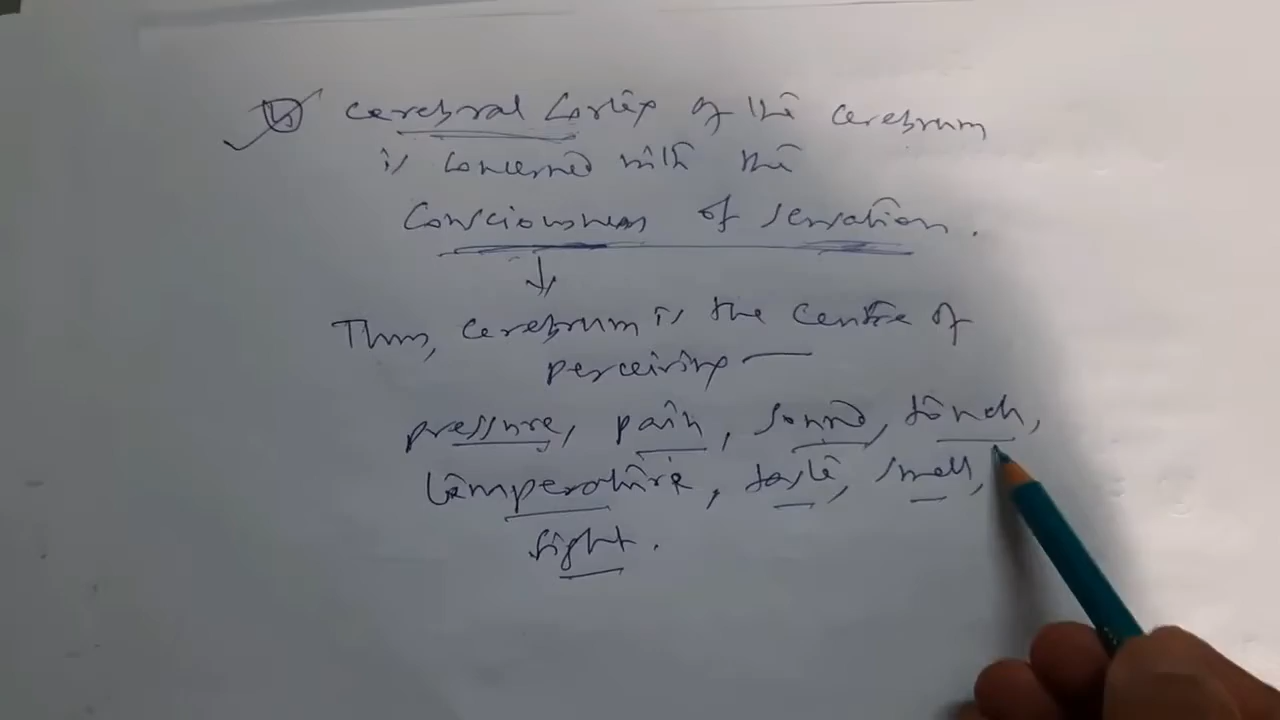 Cerebral Cortex of the cerebrum
is concerned with the
Consciousness of sensation.
Thus, cerebrum is the centre of
perceiving —
pressure, pain, sound, touch,
temperature, taste, smell,
sight.